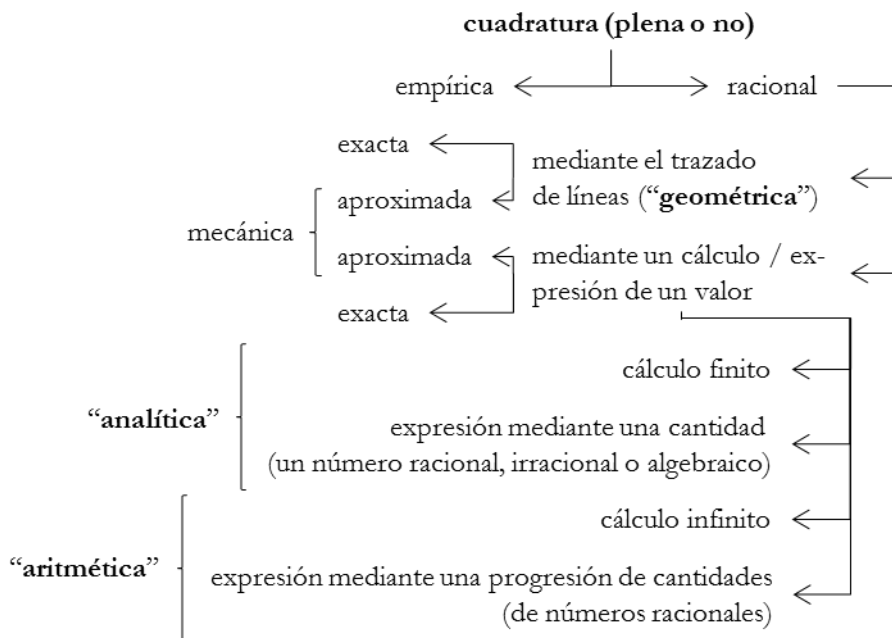 cuadratura (plena o no)
empírica
racional
exacta
mediante el trazado
de líneas (“geométrica”)
aproximada
mecánica
aproximada
mediante un cálculo / ex-
presión de un valor
exacta
cálculo finito
“analítica”
expresión mediante una cantidad
(un número racional, irracional o algebraico)
cálculo infinito
“aritmética”
expresión mediante una progresión de cantidades
(de números racionales)